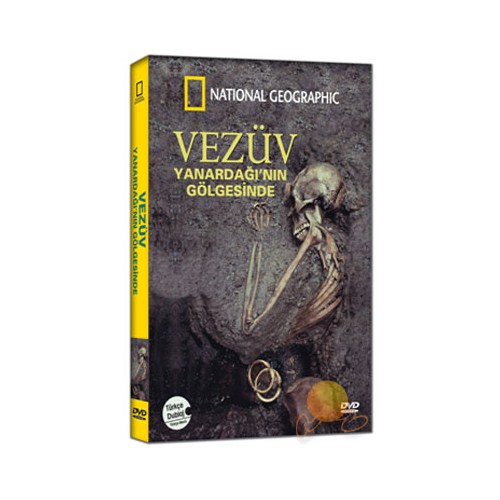 NATIONAL GEOGRAPHIC
VEZÜV
YANARDAĞI'NIN
GÖLGESİNDE
VEZÜV
YANARDAĞI'NIN GÖLGESİNDE
DVD
Türkçe
Dublaj
DVD